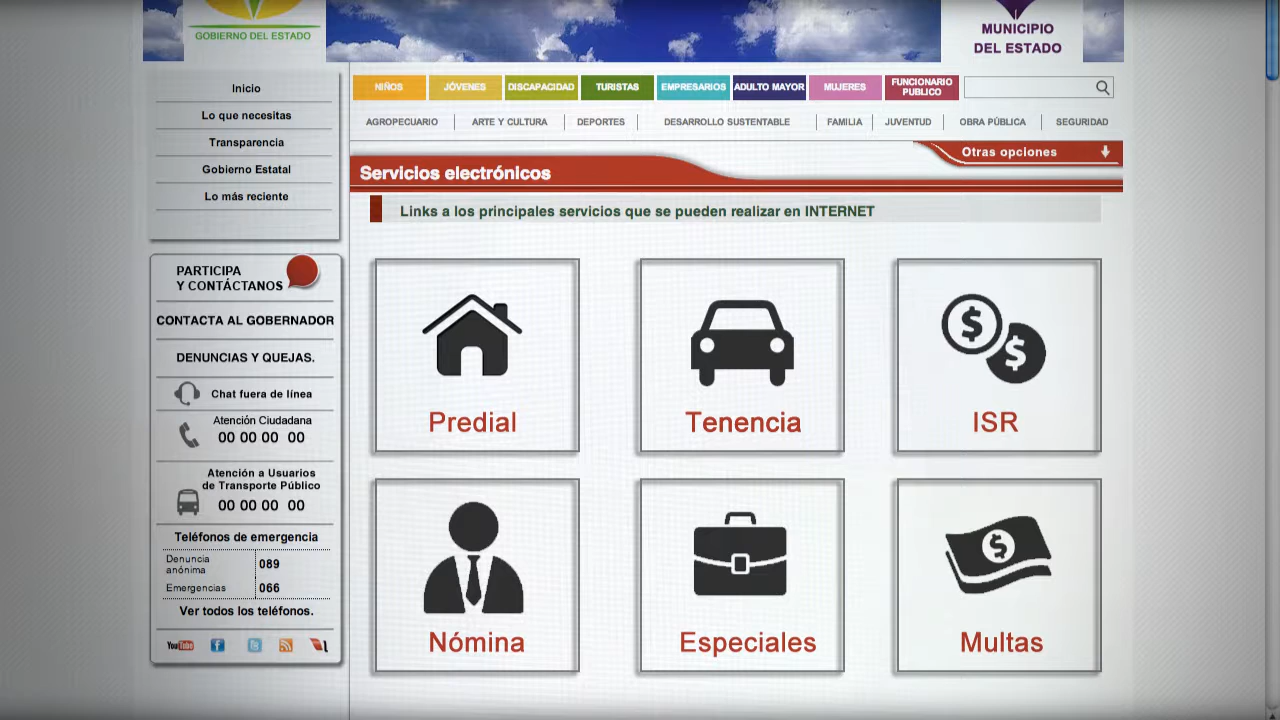 GOBIERNO DEL ESTADO
MUNICIPIO
DEL ESTADO
Inicio
Lo que necesitas
Transparencia
Gobierno Estatal
Lo más reciente
NIÑOS
JÓVENES
DISCAPACIDAD
TURISTAS
EMPRESARIOS
ADULTO MAYOR
MUJERES
FUNCIONARIO
PUBLICO
AGROPECUARIO
ARTE Y CULTURA
DEPORTES
DESARROLLO SUSTENTABLE
FAMILIA
JUVENTUD
OBRA PÚBLICA
SEGURIDAD
Otras opciones
Servicios electrónicos
Links a los principales servicios que se pueden realizar en INTERNET
PARTICIPA
Y CONTÁCTANOS
CONTACTA AL GOBERNADOR
DENUNCIAS Y QUEJAS.
Chat fuera de línea
Atención Ciudadana
00 00 00 00
Atención a Usuarios
de Transporte Público
00 00 00 00
Teléfonos de emergencia
Denuncia
anónima
089
Emergencias
066
Ver todos los teléfonos.
YouTube
Predial
Tenencia
ISR
Nómina
Especiales
Multas